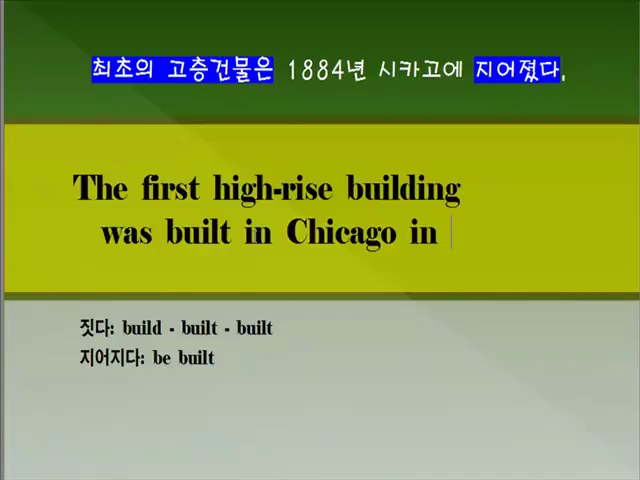 최초의 고층건물은 1884년 시카고에 지어졌다.
The first high-rise building
was built in Chicago in
짓다: build - built - built
지어지다: be built